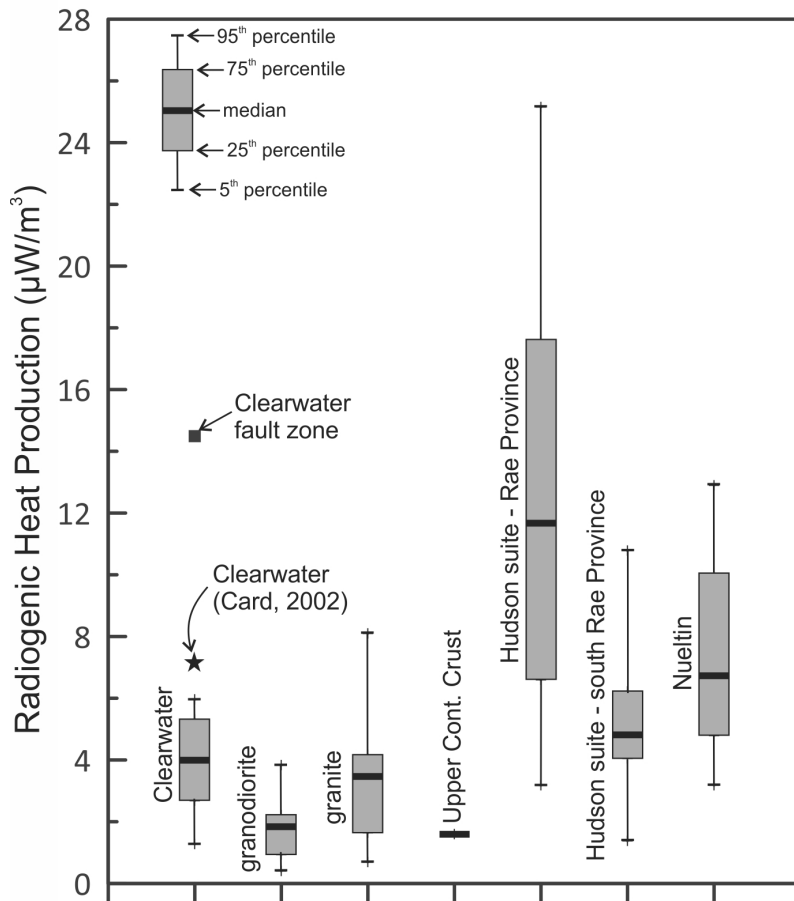 Radiogenic Heat Production (µW/m³)
28
24
20
16
12
8
4
0
95th percentile
75th percentile
median
25th percentile
5th percentile
Clearwater
fault zone
Clearwater
(Card, 2002)
Clearwater
granodiorite
granite
Upper Cont. Crust
Hudson suite - Rae Province
Hudson suite - south Rae Province
Nueltin